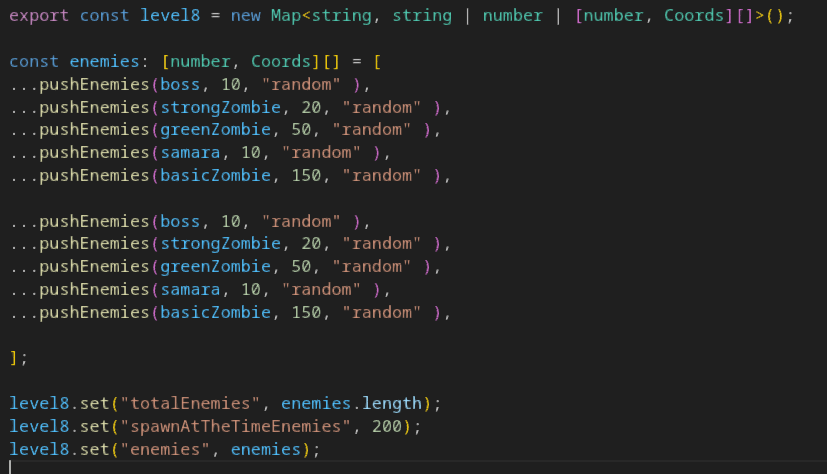 export const level8 = new Map<string, string | number | [number, Coords][]>();
const enemies: [number, Coords][] = [
...pushEnemies(boss, 10, "random" ),
...pushEnemies(strongZombie, 20, "random" ),
...pushEnemies(greenZombie, 50, "random" ),
...pushEnemies(samara, 10, "random" ),
...pushEnemies(basicZombie, 150, "random" ),
...pushEnemies(boss, 10, "random" ),
...pushEnemies(strongZombie, 20, "random" ),
...pushEnemies(greenZombie, 50, "random" ),
...pushEnemies(samara, 10, "random" ),
...pushEnemies(basicZombie, 150, "random" ),
];
level8.set("totalEnemies", enemies.length);
level8.set("spawnAtTheTimeEnemies", 200);
level8.set("enemies", enemies);